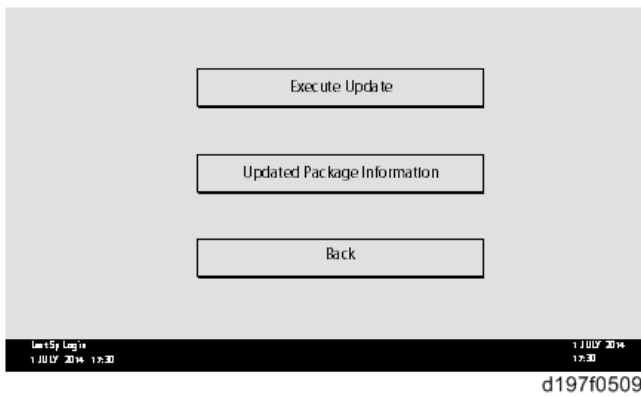 Execute Update
Updated Package Information
Back
Last Sp Login
1 JULY 2014
1 JULY 2014 17:30
17:30
d197f0509